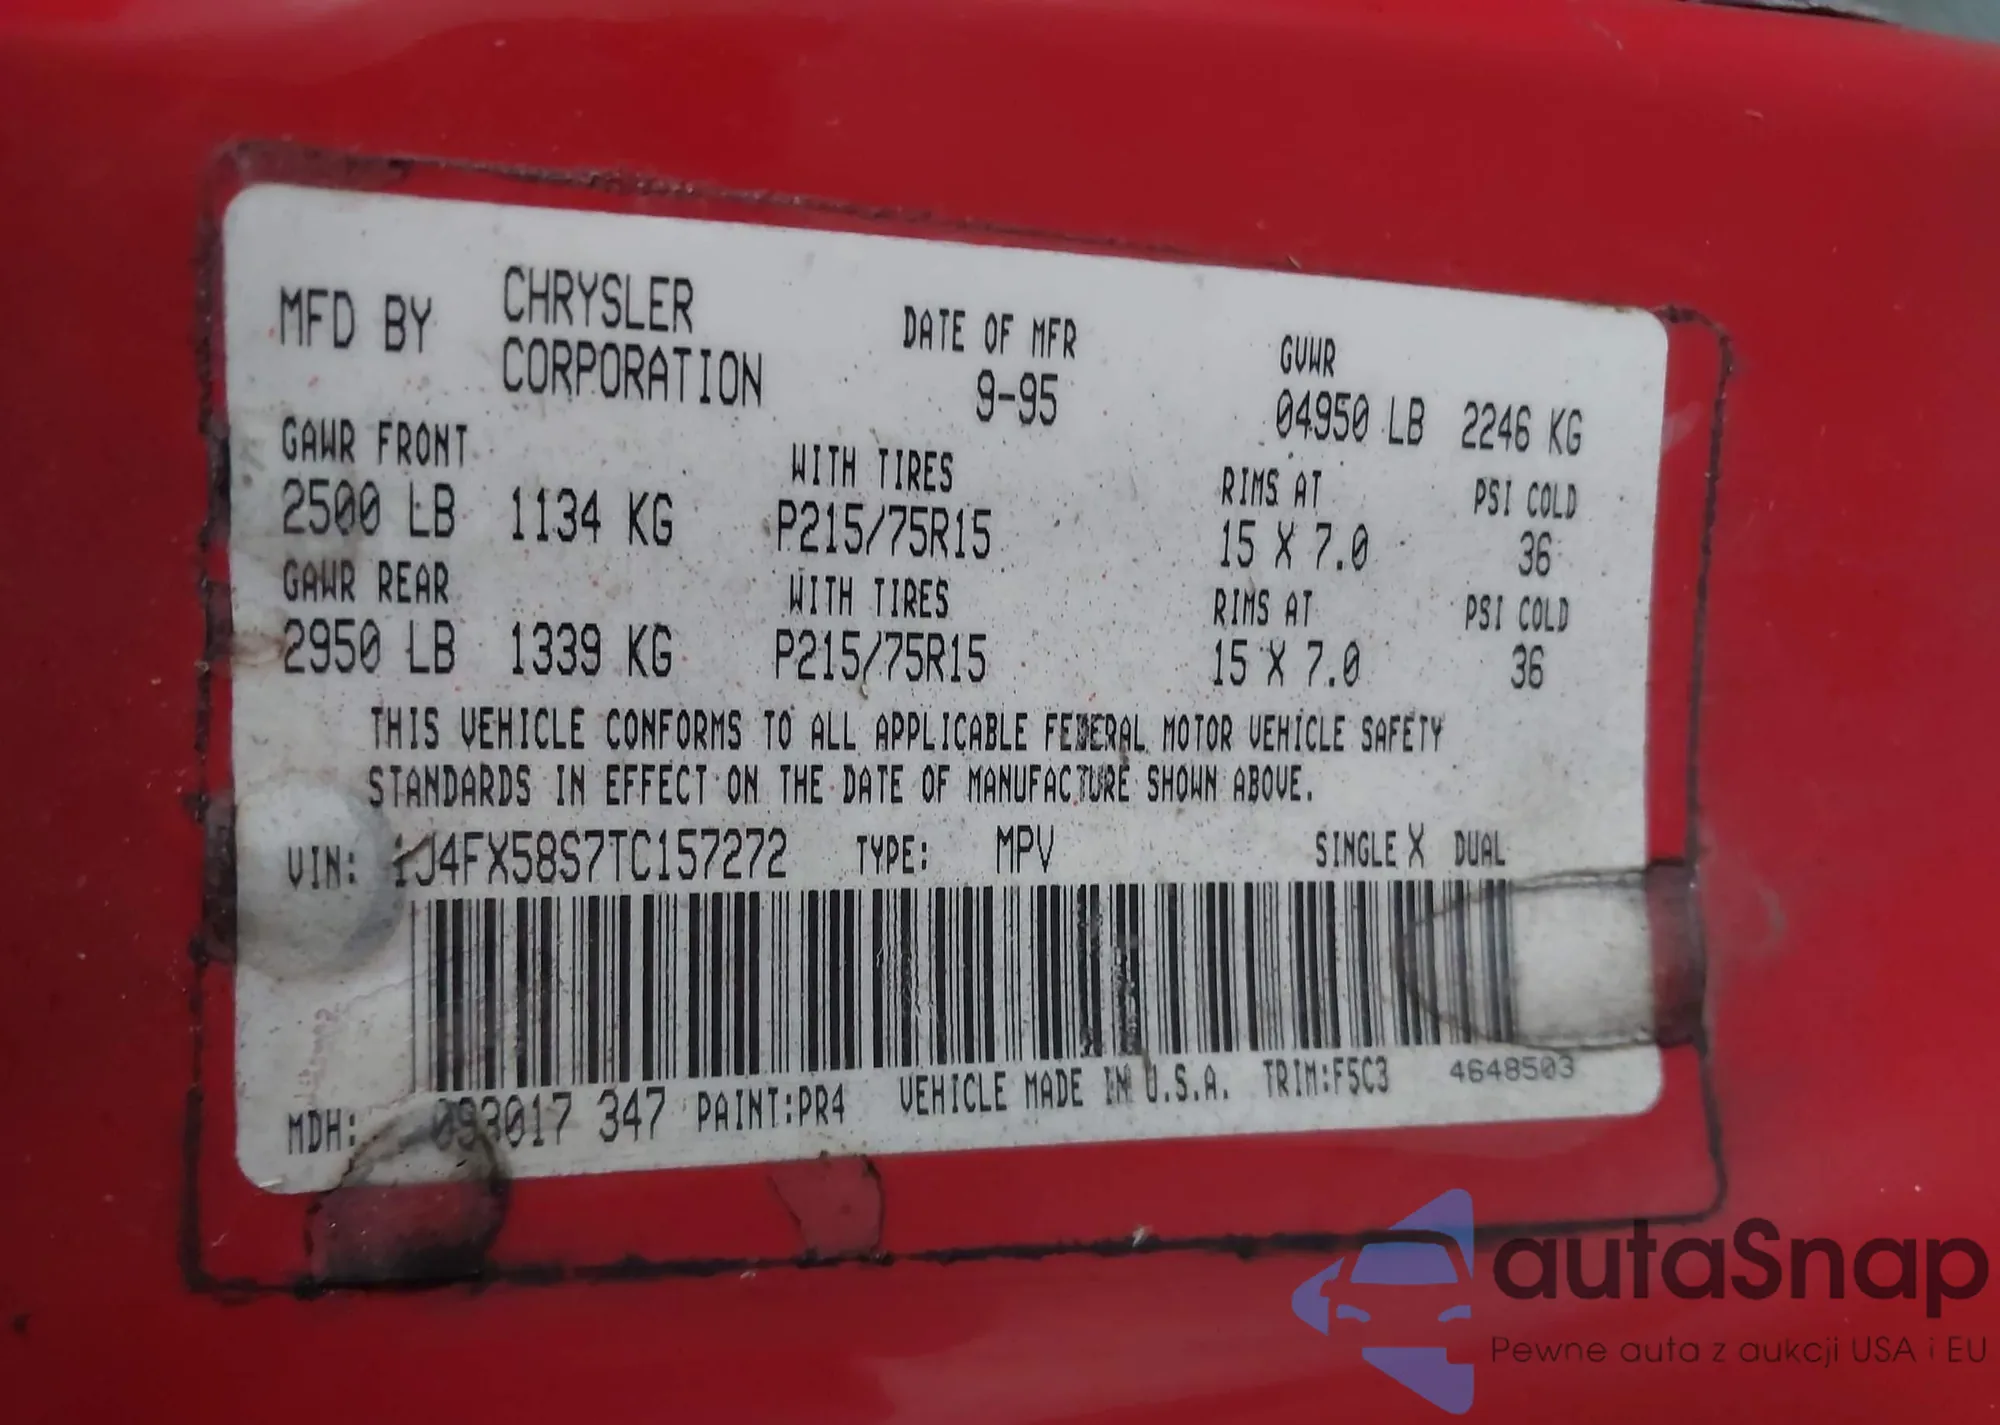 MFD BY CHRYSLER CORPORATION
DATE OF MFR
9-95
GVWR
04950 LB 2246 KG
GAWR FRONT WITH TIRES RIMS AT PSI COLD
2500 LB 1134 KG P215/75R15 15 X 7.0 36
GAWR REAR WITH TIRES RIMS AT PSI COLD
2950 LB 1339 KG P215/75R15 15 X 7.0 36
THIS VEHICLE CONFORMS TO ALL APPLICABLE FEDERAL MOTOR VEHICLE SAFETY
STANDARDS IN EFFECT ON THE DATE OF MANUFACTURE SHOWN ABOVE.
VIN: 1J4FX58S7TC157272 TYPE: MPV SINGLE X DUAL
MDH: 093017 347 PAINT:PR4 VEHICLE MADE IN U.S.A. TRIM:F5C3 4648503
autaSnap
Pewne auta z aukcji USA i EU